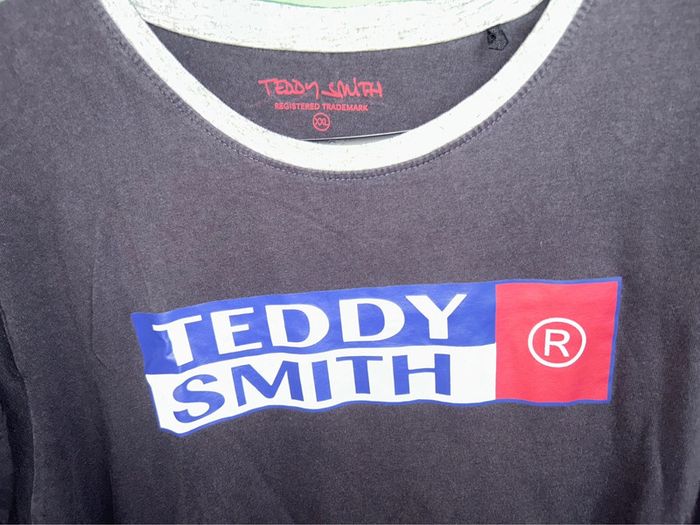 TEDDY SMITH
REGISTERED TRADEMARK
XXL
TEDDY
SMITH
®